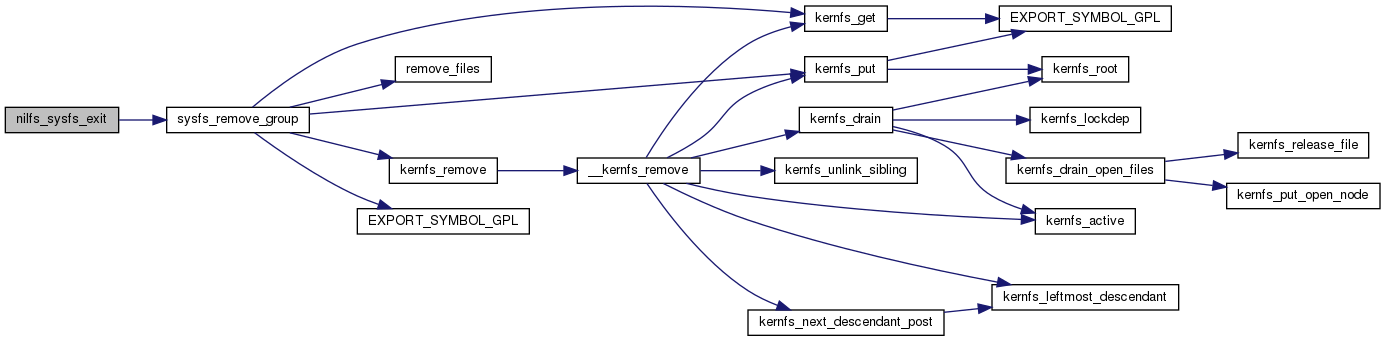 nilfs_sysfs_exit
sysfs_remove_group
remove_files
kernfs_remove
EXPORT_SYMBOL_GPL
__kernfs_remove
kernfs_get
kernfs_put
kernfs_drain
kernfs_unlink_sibling
kernfs_next_descendant_post
EXPORT_SYMBOL_GPL
kernfs_root
kernfs_lockdep
kernfs_drain_open_files
kernfs_active
kernfs_leftmost_descendant
kernfs_release_file
kernfs_put_open_node